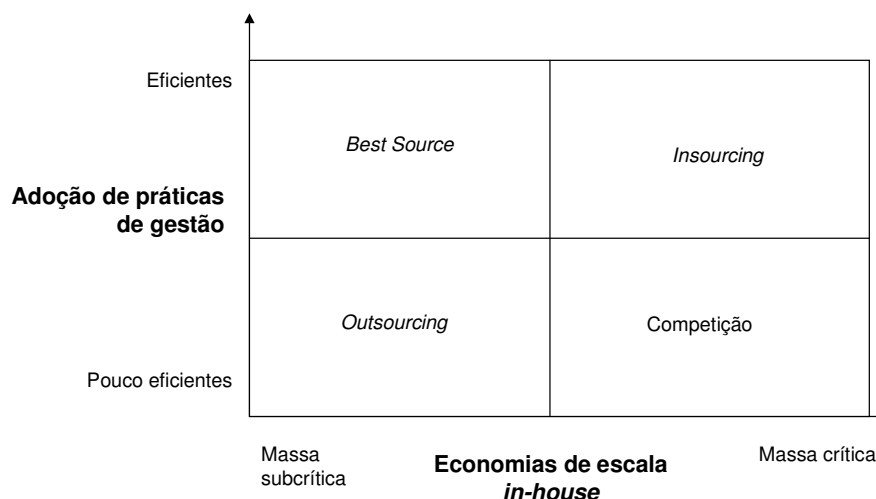 Eficientes
Best Source
Insourcing
Adoção de práticas
de gestão
Outsourcing
Competição
Pouco eficientes
Massa
subcrítica
Economias de escala
in-house
Massa crítica